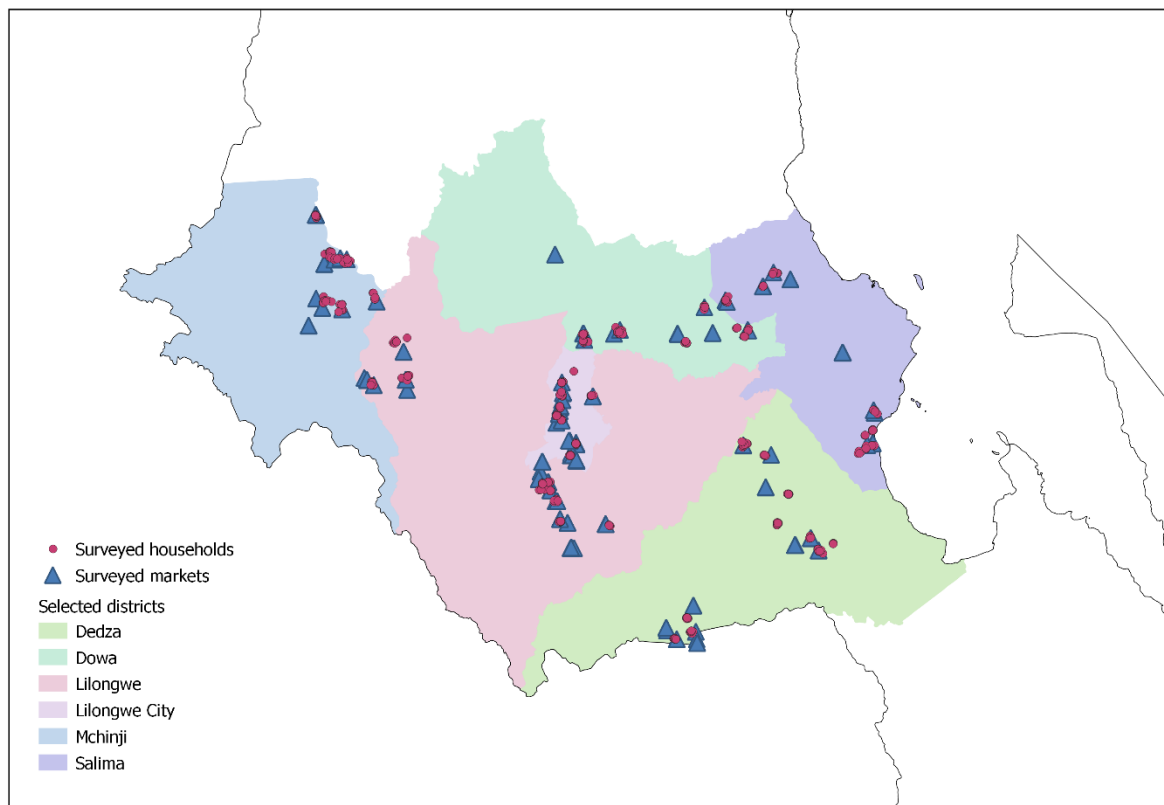 Surveyed households
Surveyed markets
Selected districts
Dedza
Dowa
Lilongwe
Lilongwe City
Mchinji
Salima